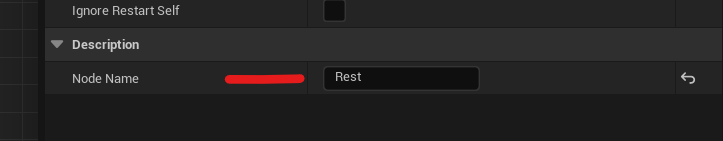 Ignore Restart Self
Description
Node Name Rest